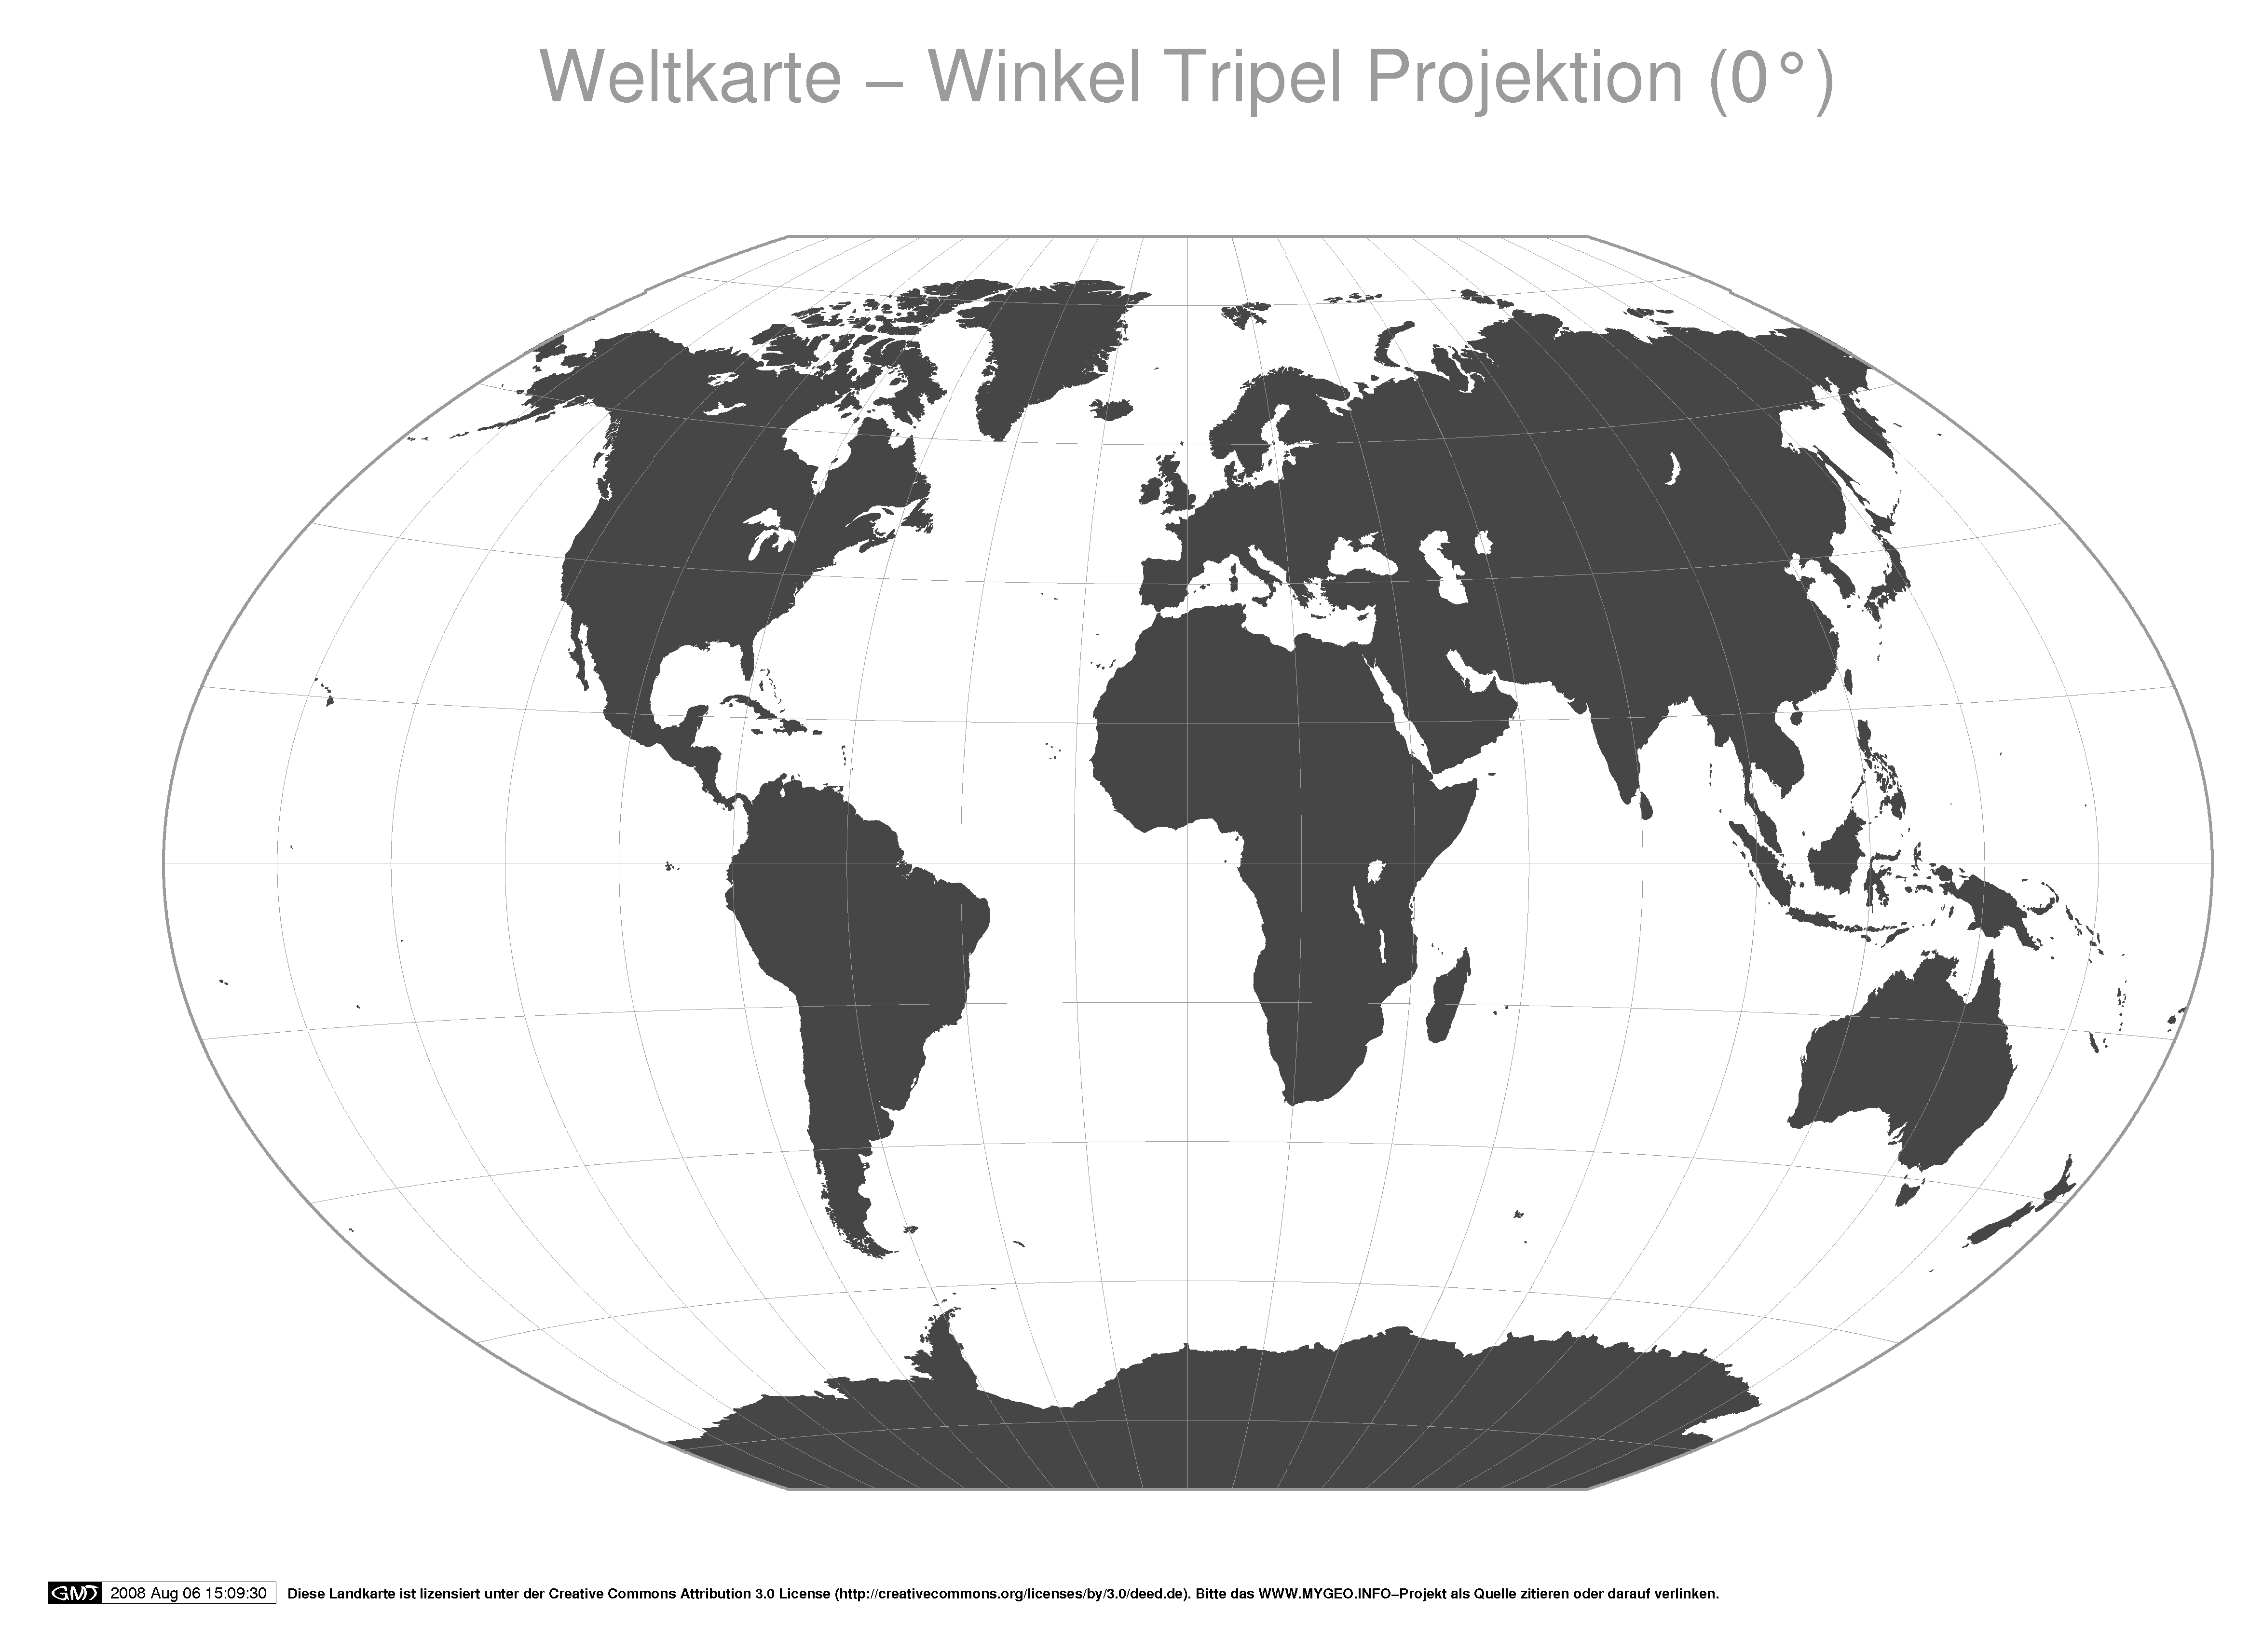 Weltkarte – Winkel Tripel Projektion (0°)
GMT 2008 Aug 06 15:09:30 Diese Landkarte ist lizensiert unter der Creative Commons Attribution 3.0 License (http://creativecommons.org/licenses/by/3.0/deed.de). Bitte das WWW.MYGEO.INFO–Projekt als Quelle zitieren oder darauf verlinken.